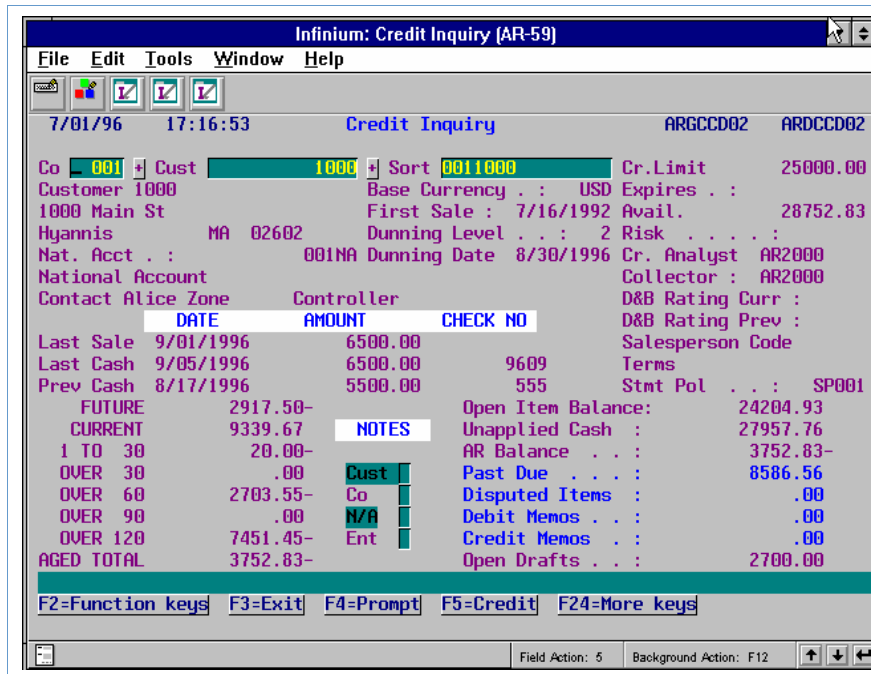 Infinium: Credit Inquiry (AR-59)
File Edit Tools Window Help
7/01/96 17:16:53 Credit Inquiry ARGCCD02 ARDCCD02
Co 001 + Cust 1000 + Sort 0011000 Cr.Limit 25000.00
Customer 1000 Base Currency . : USD Expires . :
1000 Main St First Sale : 7/16/1992 Avail. 28752.83
Hyannis MA 02602 Dunning Level . . : 2 Risk . . . . :
Nat. Acct . : 001NA Dunning Date 8/30/1996 Cr. Analyst AR2000
National Account Collector : AR2000
Contact Alice Zone Controller D&B Rating Curr :
DATE AMOUNT CHECK NO D&B Rating Prev :
Last Sale 9/01/1996 6500.00 Salesperson Code
Last Cash 9/05/1996 6500.00 9609 Terms
Prev Cash 8/17/1996 5500.00 555 Stmt Pol . . : SP001
FUTURE 2917.50- Open Item Balance: 24204.93
CURRENT 9339.67 NOTES Unapplied Cash : 27957.76
1 TO 30 20.00- AR Balance . . : 3752.83-
OVER 30 .00 Cust Past Due . . . : 8586.56
OVER 60 2703.55- Co Disputed Items : .00
OVER 90 .00 N/A Debit Memos . . : .00
OVER 120 7451.45- Ent Credit Memos . : .00
AGED TOTAL 3752.83- Open Drafts . . : 2700.00
F2=Function keys F3=Exit F4=Prompt F5=Credit F24=More keys
Field Action: 5 Background Action: F12